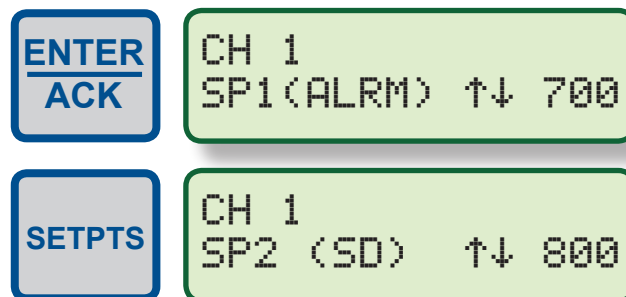 ENTER
ACK
CH 1
SP1(ALRM) ↑↓ 700
SETPTS
CH 1
SP2 (SD) ↑↓ 800